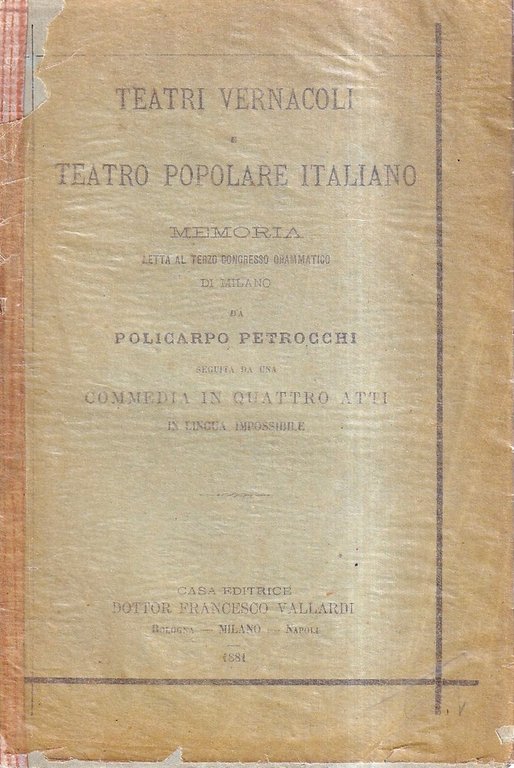 TEATRI VERNACOLI
E
TEATRO POPOLARE ITALIANO
MEMORIA
LETTA AL TERZO CONGRESSO DRAMMATICO
DI MILANO
DA
POLICARPO PETROCCHI
SEGUITA DA UNA
COMMEDIA IN QUATTRO ATTI
IN LINGUA IMPOSSIBILE
CASA EDITRICE
DOTTOR FRANCESCO VALLARDI
BOLOGNA — MILANO — NAPOLI
1881